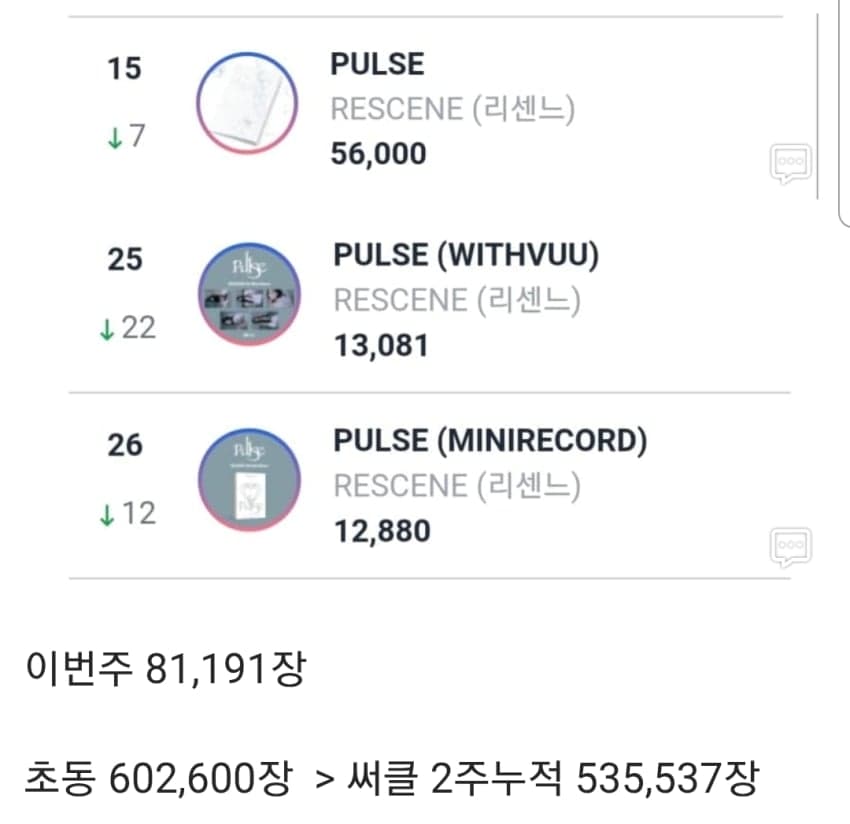 15
↓7
PULSE
RESCENE (리센느)
56,000
25
↓22
PULSE (WITHVUU)
RESCENE (리센느)
13,081
26
↓12
PULSE (MINIRECORD)
RESCENE (리센느)
12,880
이번주 81,191장
초동 602,600장 > 써클 2주누적 535,537장